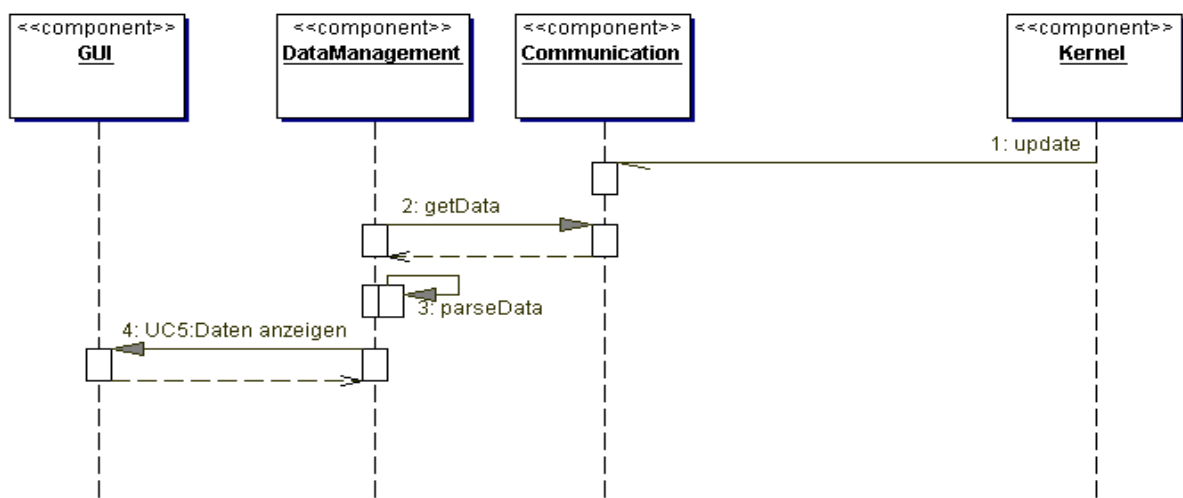 <<component>>
GUI
<<component>>
DataManagement
<<component>>
Communication
<<component>>
Kernel
1: update
2: getData
3: parseData
4: UC5:Daten anzeigen